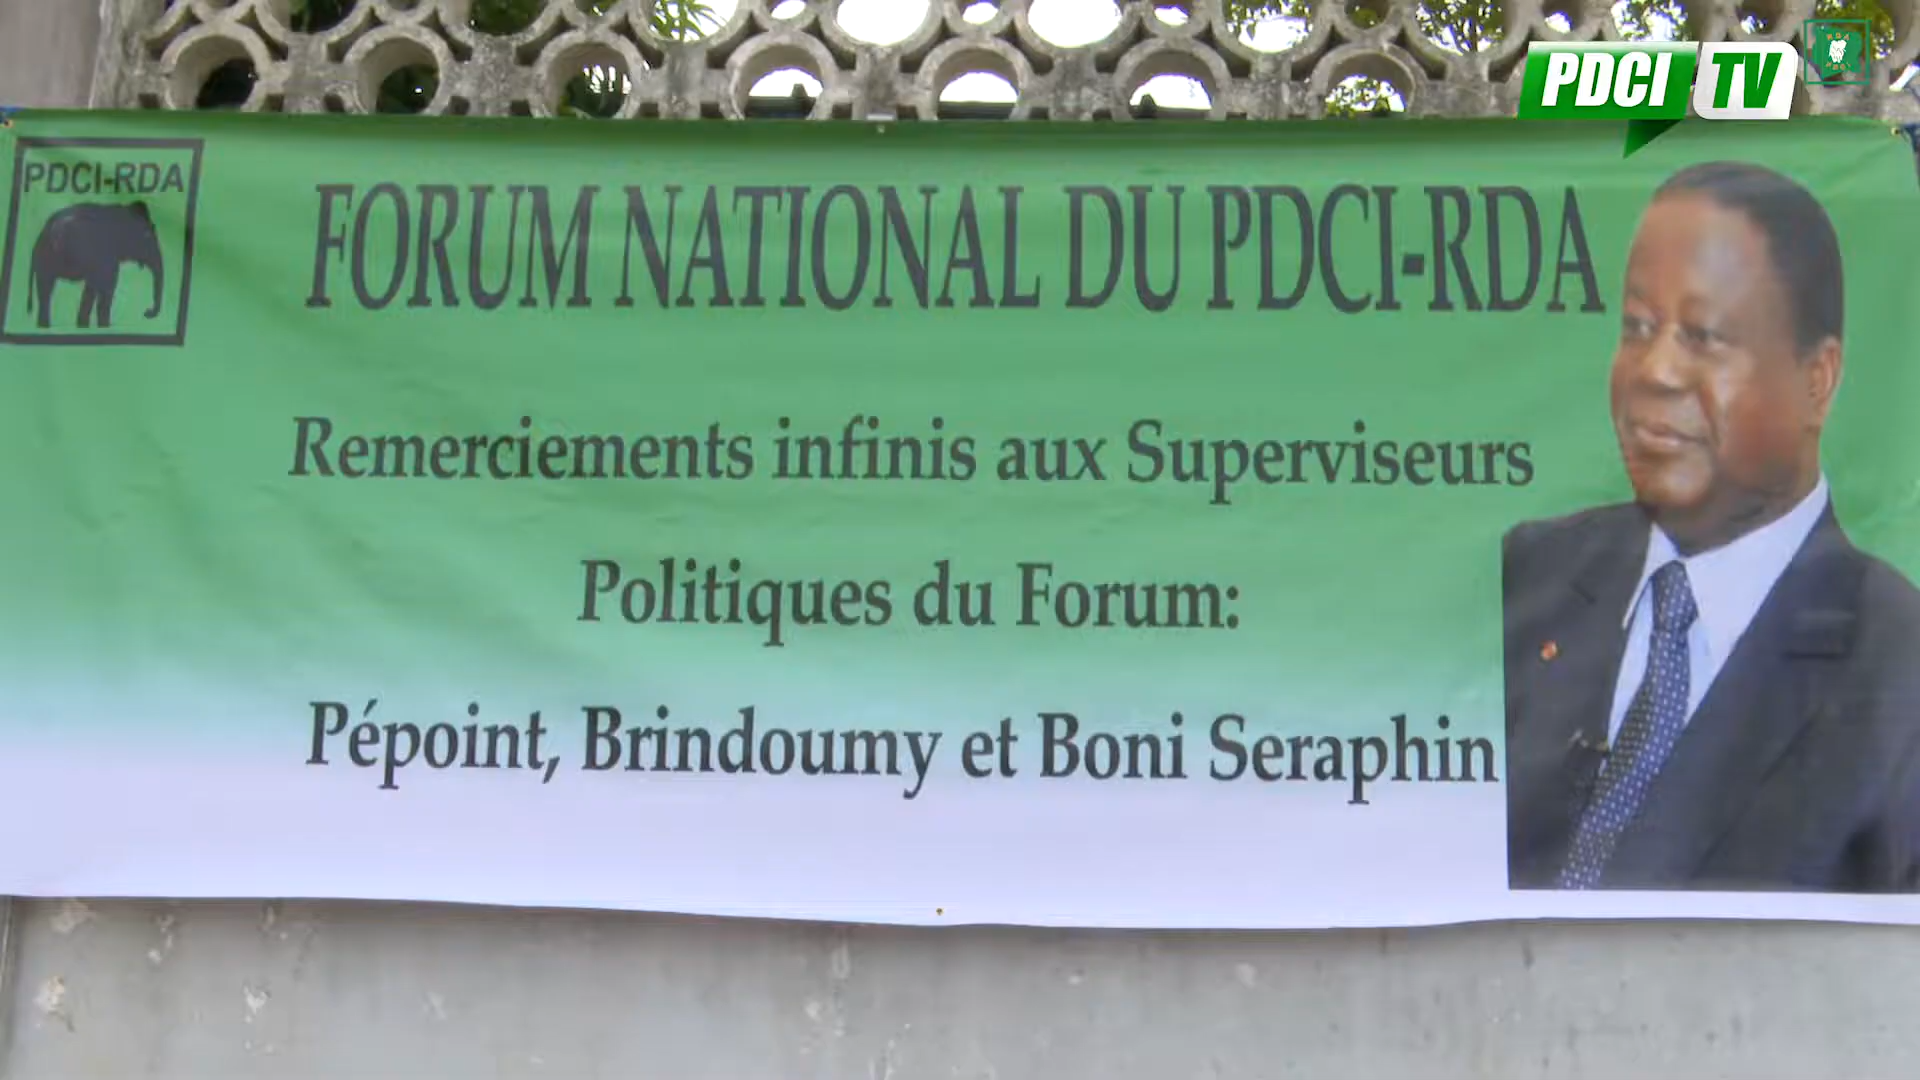 PDCI TV
PDCI-RDA
FORUM NATIONAL DU PDCI-RDA
Remerciements infinis aux Superviseurs
Politiques du Forum:
Pépoint, Brindoumy et Boni Seraphin